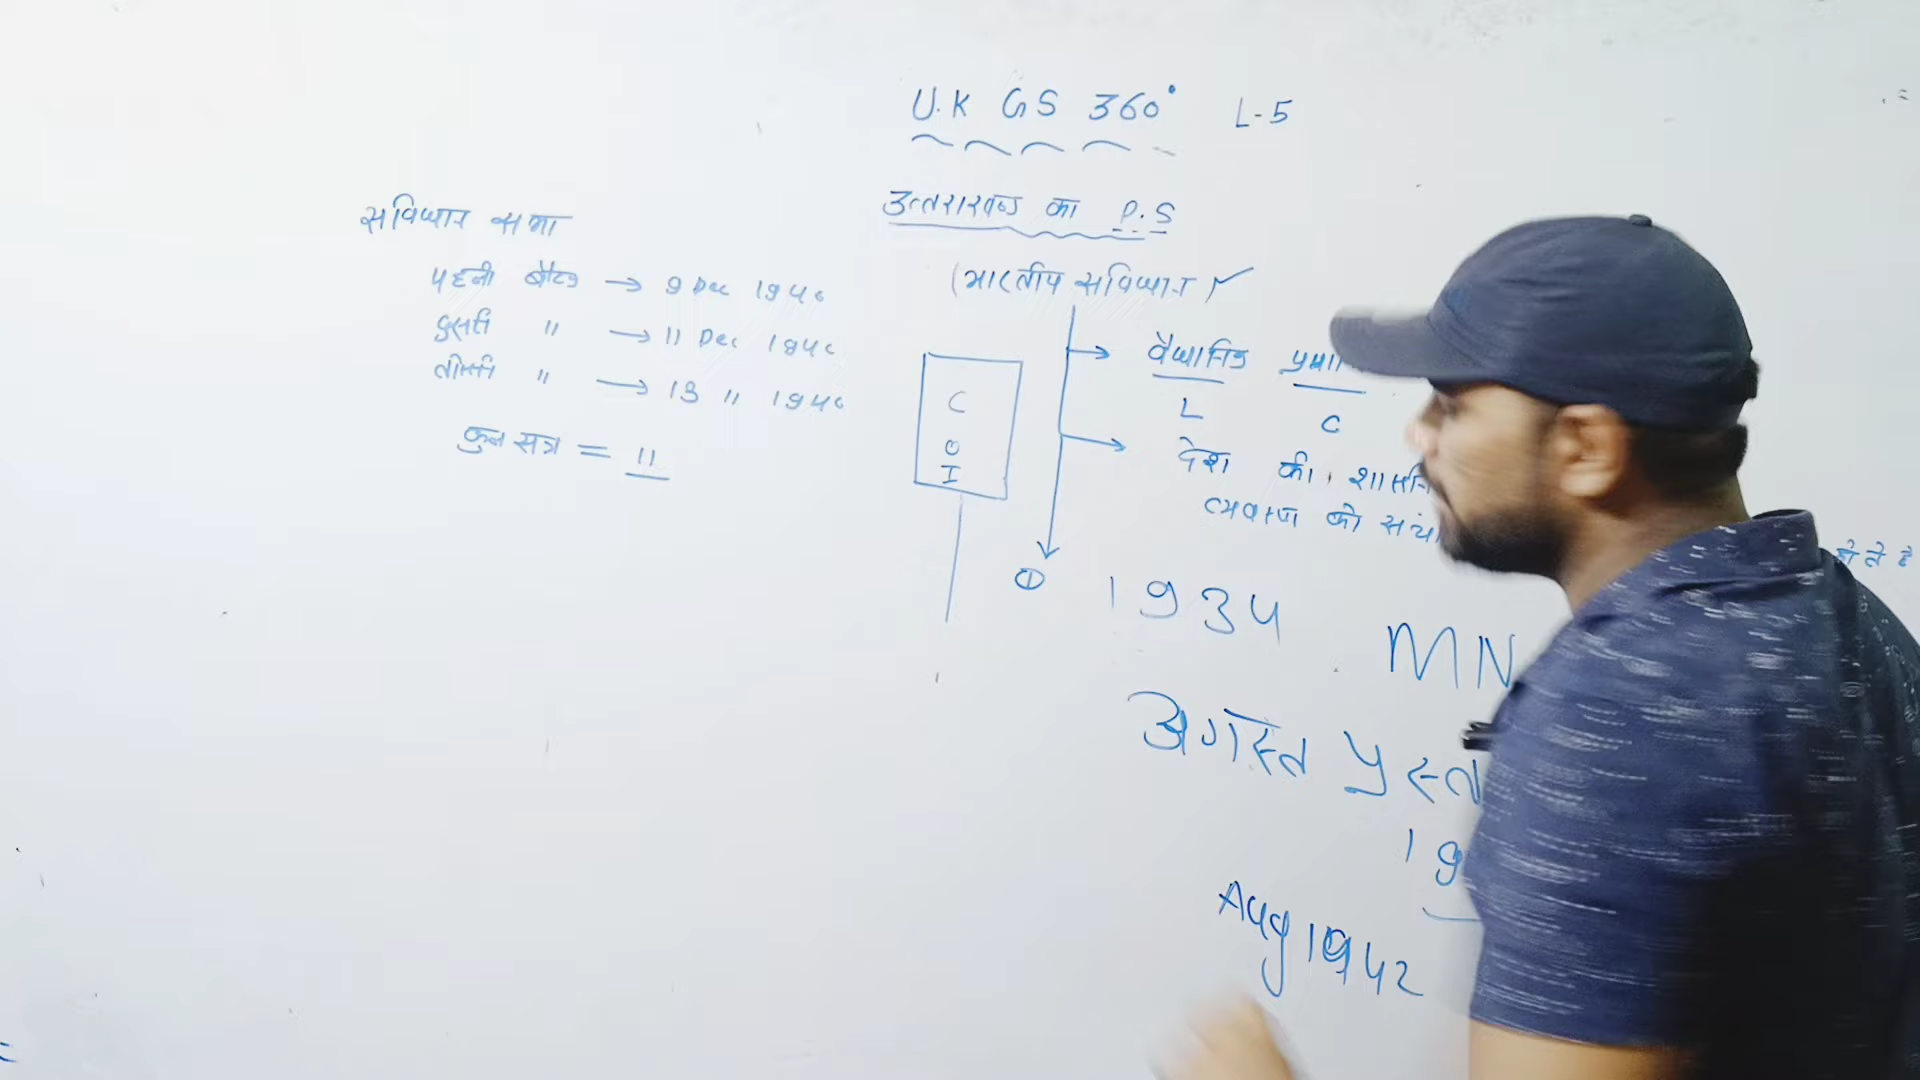 U.K GS 360° L-5
उत्तराखण्ड का P.S
(भारतीय संविधान)
संविधान सभा
पहली बैठक → 9 Dec 1946
दुसरी " → 11 Dec 1946
तीसरी " → 13 " 1946
कुल सत्र = 11
C
O
I
वैधानिक
L C
देश की शासनि
व्यवस्था को संचा
①
1934 MN
अगस्त प्रस्ता
19
Aug 1942